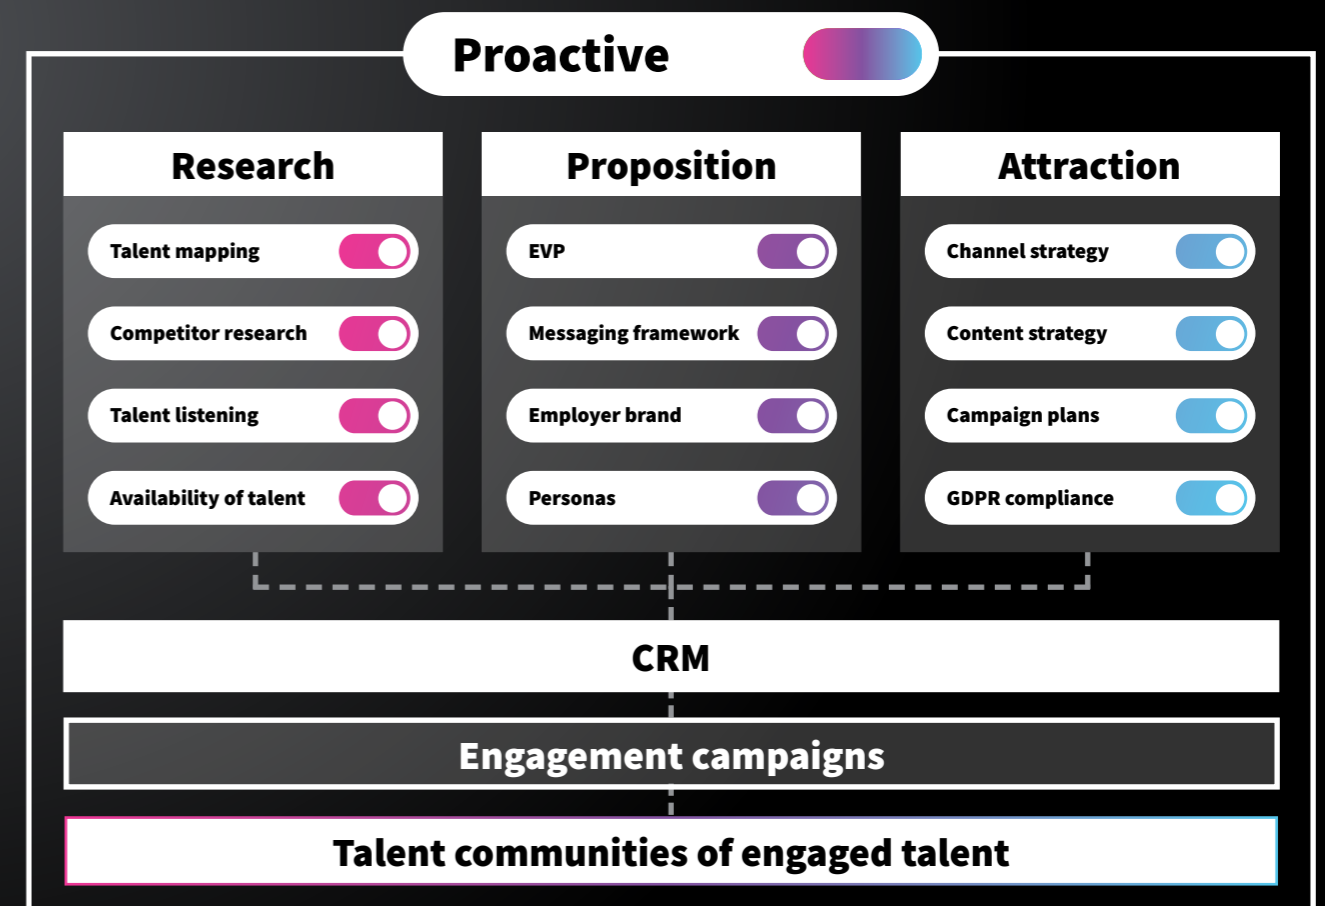 Proactive
Research
Talent mapping
Competitor research
Talent listening
Availability of talent
Proposition
EVP
Messaging framework
Employer brand
Personas
Attraction
Channel strategy
Content strategy
Campaign plans
GDPR compliance
CRM
Engagement campaigns
Talent communities of engaged talent